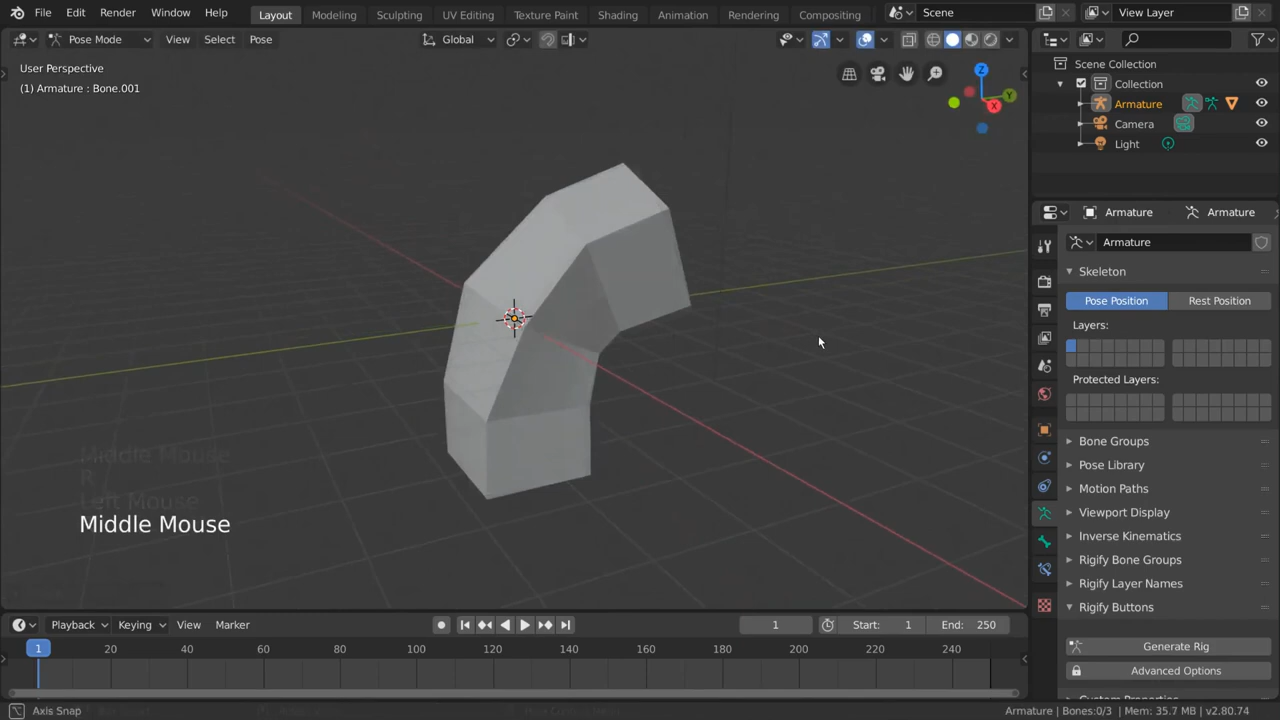 File Edit Render Window Help Layout Modeling Sculpting UV Editing Texture Paint Shading Animation Rendering Compositing Scene View Layer
Pose Mode View Select Pose Global
User Perspective
(1) Armature : Bone.001
Z
Y
X
Middle Mouse
R
Left Mouse
Middle Mouse
Scene Collection
Collection
Armature
Camera
Light
Armature Armature
Armature
Skeleton
Pose Position Rest Position
Layers:
Protected Layers:
Bone Groups
Pose Library
Motion Paths
Viewport Display
Inverse Kinematics
Rigify Bone Groups
Rigify Layer Names
Rigify Buttons
Generate Rig
Advanced Options
Custom Properties
Playback Keying View Marker 1 Start: 1 End: 250
1 20 40 60 80 100 120 140 160 180 200 220 240
Axis Snap
Armature | Bones:0/3 | Mem: 35.7 MB | v2.80.74